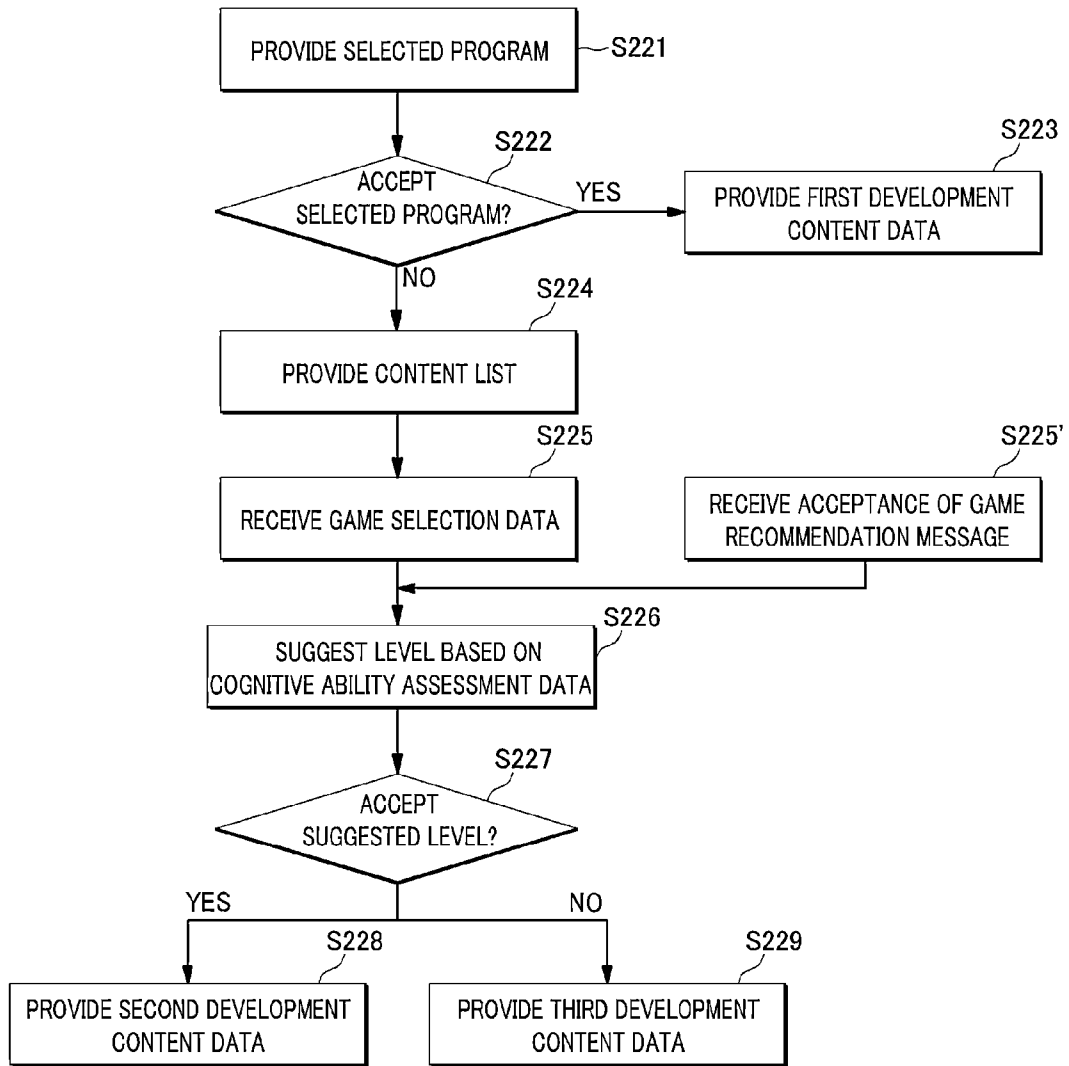 PROVIDE SELECTED PROGRAM
S221
S222
ACCEPT
SELECTED PROGRAM?
YES
S223
PROVIDE FIRST DEVELOPMENT
CONTENT DATA
NO
S224
PROVIDE CONTENT LIST
S225
RECEIVE GAME SELECTION DATA
S225'
RECEIVE ACCEPTANCE OF GAME
RECOMMENDATION MESSAGE
S226
SUGGEST LEVEL BASED ON
COGNITIVE ABILITY ASSESSMENT DATA
S227
ACCEPT
SUGGESTED LEVEL?
YES
NO
S228
PROVIDE SECOND DEVELOPMENT
CONTENT DATA
S229
PROVIDE THIRD DEVELOPMENT
CONTENT DATA